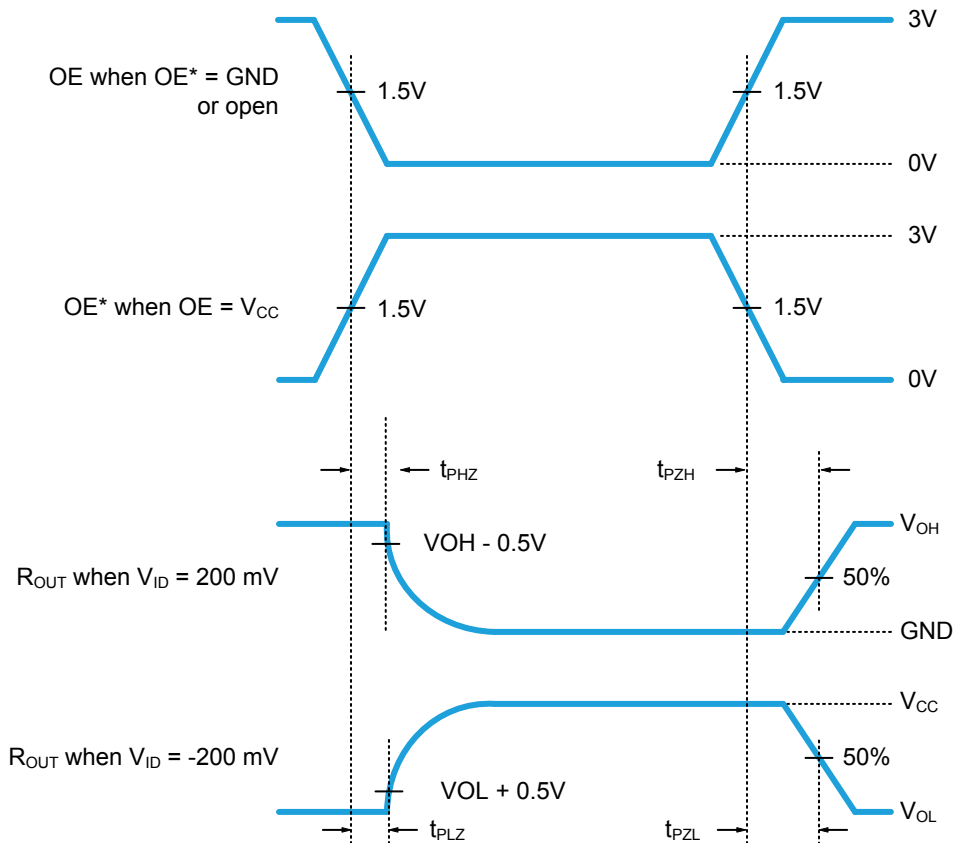 3V
OE when OE* = GND
or open
1.5V
1.5V
0V
3V
OE* when OE = VCC
1.5V
1.5V
0V
tPHZ
tPZH
VOH
VOH - 0.5V
ROUT when VID = 200 mV
50%
GND
VCC
ROUT when VID = -200 mV
50%
VOL + 0.5V
VOL
tPLZ
tPZL